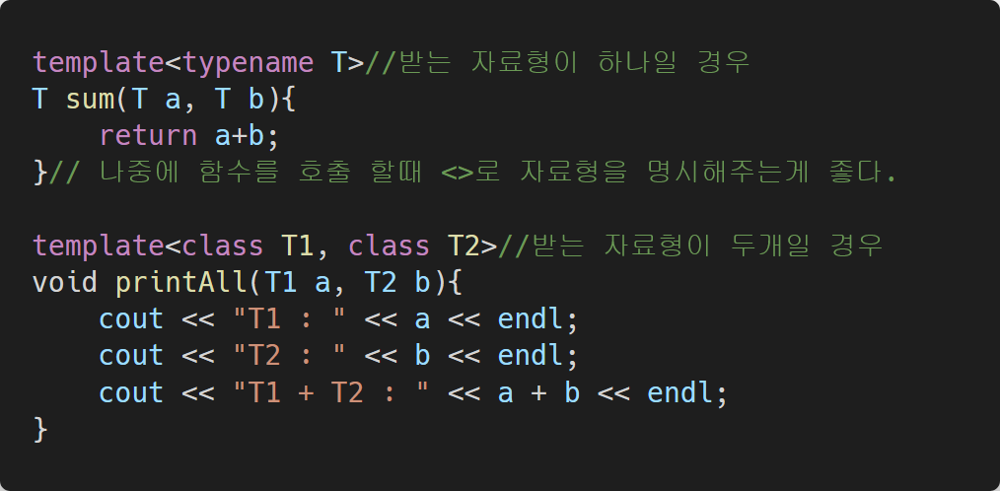 template<typename T>//받는 자료형이 하나일 경우
T sum(T a, T b){
    return a+b;
}// 나중에 함수를 호출 할때 <>로 자료형을 명시해주는게 좋다.

template<class T1, class T2>//받는 자료형이 두개일 경우
void printAll(T1 a, T2 b){
    cout << "T1 : " << a << endl;
    cout << "T2 : " << b << endl;
    cout << "T1 + T2 : " << a + b << endl;
}